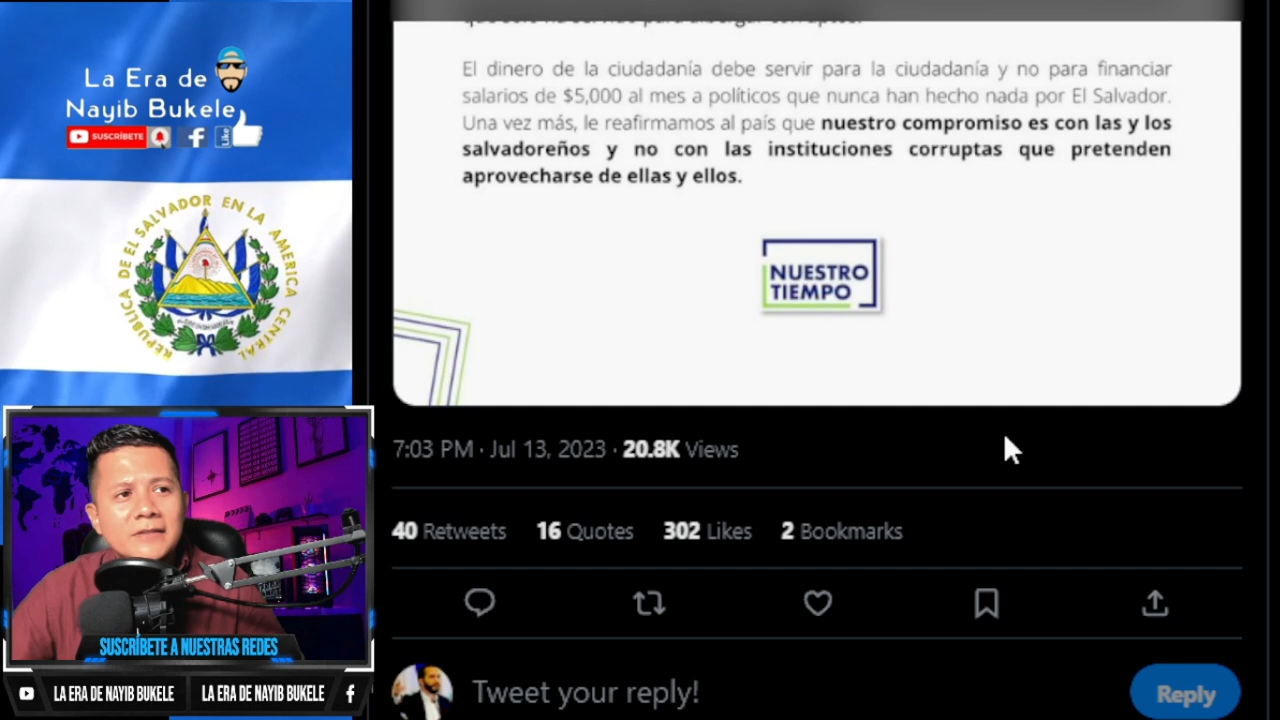 La Era de
Nayib Bukele
SUSCRÍBETE
Like
REPUBLICA DE EL SALVADOR EN LA AMERICA CENTRAL
El dinero de la ciudadanía debe servir para la ciudadanía y no para financiar
salarios de $5,000 al mes a políticos que nunca han hecho nada por El Salvador.
Una vez más, le reafirmamos al país que nuestro compromiso es con las y los
salvadoreños y no con las instituciones corruptas que pretenden
aprovecharse de ellas y ellos.
NUESTRO
TIEMPO
7:03 PM · Jul 13, 2023 · 20.8K Views
40 Retweets 16 Quotes 302 Likes 2 Bookmarks
Tweet your reply!
Reply
SUSCRÍBETE A NUESTRAS REDES
LA ERA DE NAYIB BUKELE LA ERA DE NAYIB BUKELE